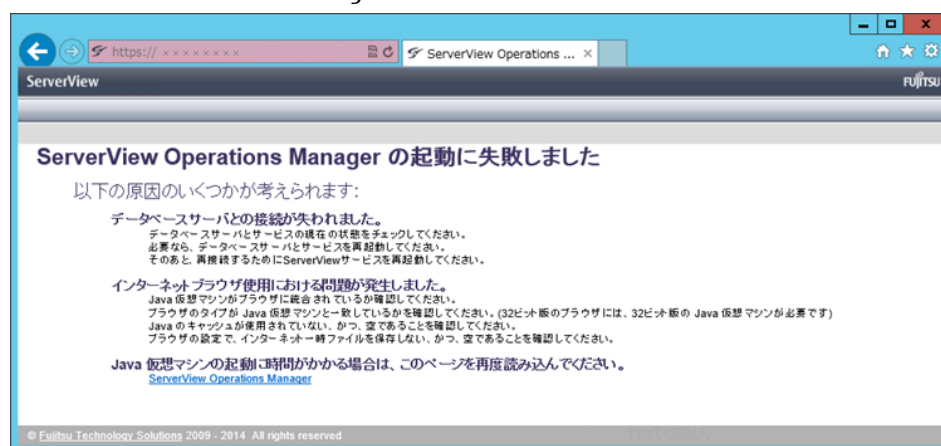 https:// ××××××××
ServerView Operations ... ×
ServerView
FUJITSU
ServerView Operations Manager の起動に失敗しました
以下の原因のいくつかが考えられます:
データベースサーバとの接続が失われました。
データベースサーバとサービスの現在の状態をチェックしてください。
必要なら、データベースサーバとサービスを再起動してください。
そのあと、再接続するためにServerViewサービスを再起動してください。
インターネットブラウザ使用における問題が発生しました。
Java 仮想マシンがブラウザに統合されているか確認してください。
ブラウザのタイプが Java 仮想マシンと一致しているかを確認してください。(32ビット版のブラウザには、32ビット版の Java 仮想マシンが必要です)
Java のキャッシュが使用されていない、かつ、空であることを確認してください。
ブラウザの設定で、インターネット一時ファイルを保存しない、かつ、空であることを確認してください。
Java 仮想マシンの起動に時間がかかる場合は、このページを再度読み込んでください。
ServerView Operations Manager
© Fujitsu Technology Solutions 2009 - 2014 All rights reserved